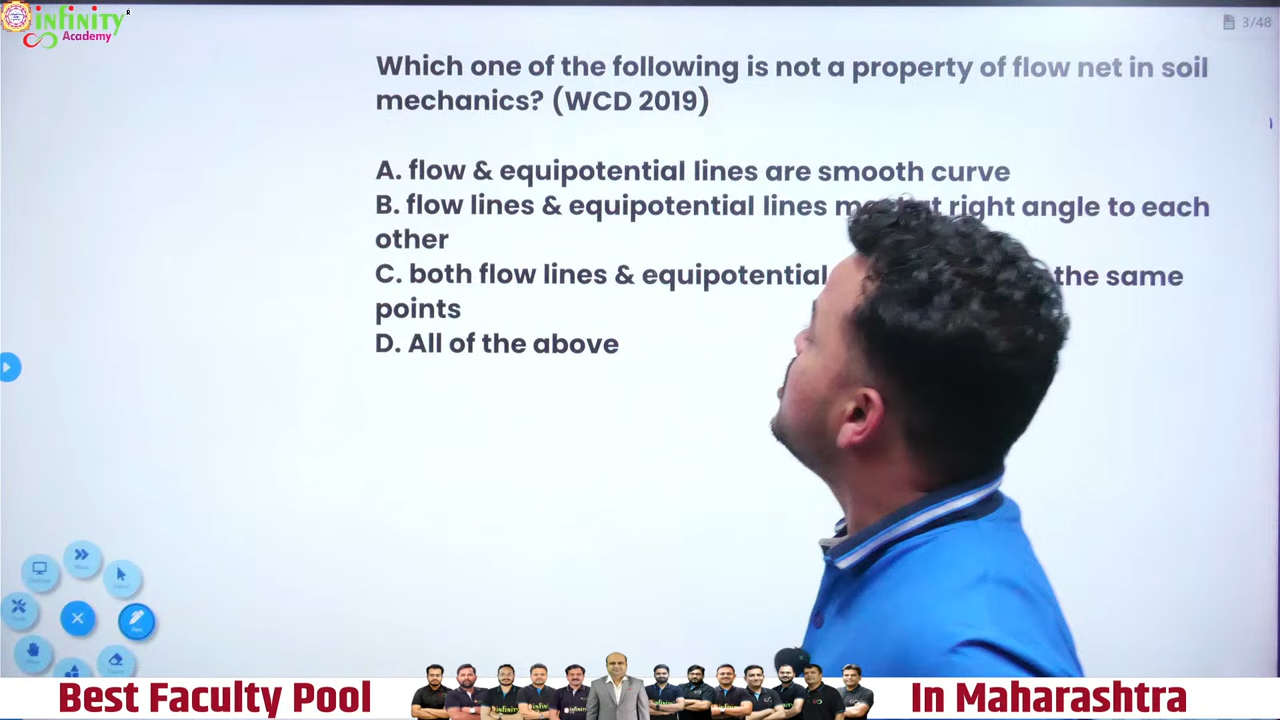 infinity
Academy
3/48
Which one of the following is not a property of flow net in soil
mechanics? (WCD 2019)
A. flow & equipotential lines are smooth curve
B. flow lines & equipotential lines right angle to each
other
C. both flow lines & equipotential the same
points
D. All of the above
Best Faculty Pool
In Maharashtra